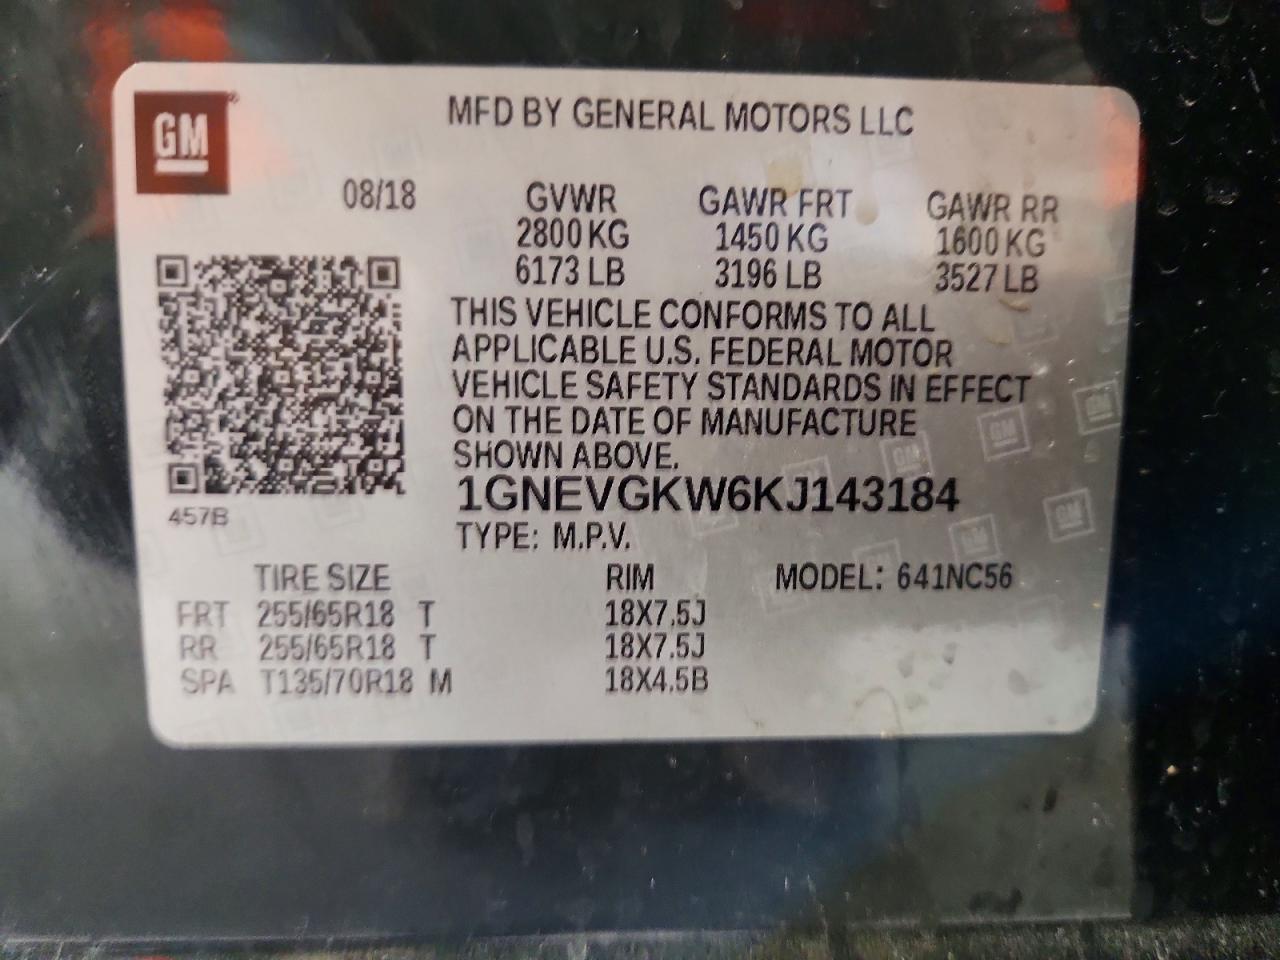 GM
MFD BY GENERAL MOTORS LLC
08/18 GVWR GAWR FRT GAWR RR
2800 KG 1450 KG 1600 KG
6173 LB 3196 LB 3527 LB
THIS VEHICLE CONFORMS TO ALL
APPLICABLE U.S. FEDERAL MOTOR
VEHICLE SAFETY STANDARDS IN EFFECT
ON THE DATE OF MANUFACTURE
SHOWN ABOVE.
1GNEVGKW6KJ143184
457B
TYPE: M.P.V.
TIRE SIZE RIM MODEL: 641NC56
FRT 255/65R18 T 18X7.5J
RR 255/65R18 T 18X7.5J
SPA T135/70R18 M 18X4.5B